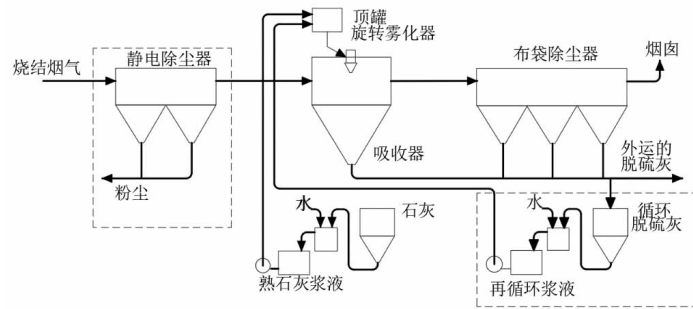 顶罐
旋转雾化器
烟囱
静电除尘器
布袋除尘器
烧结烟气
吸收器
外运的
脱硫灰
粉尘
水
石灰
水
循环
脱硫灰
熟石灰浆液
再循环浆液